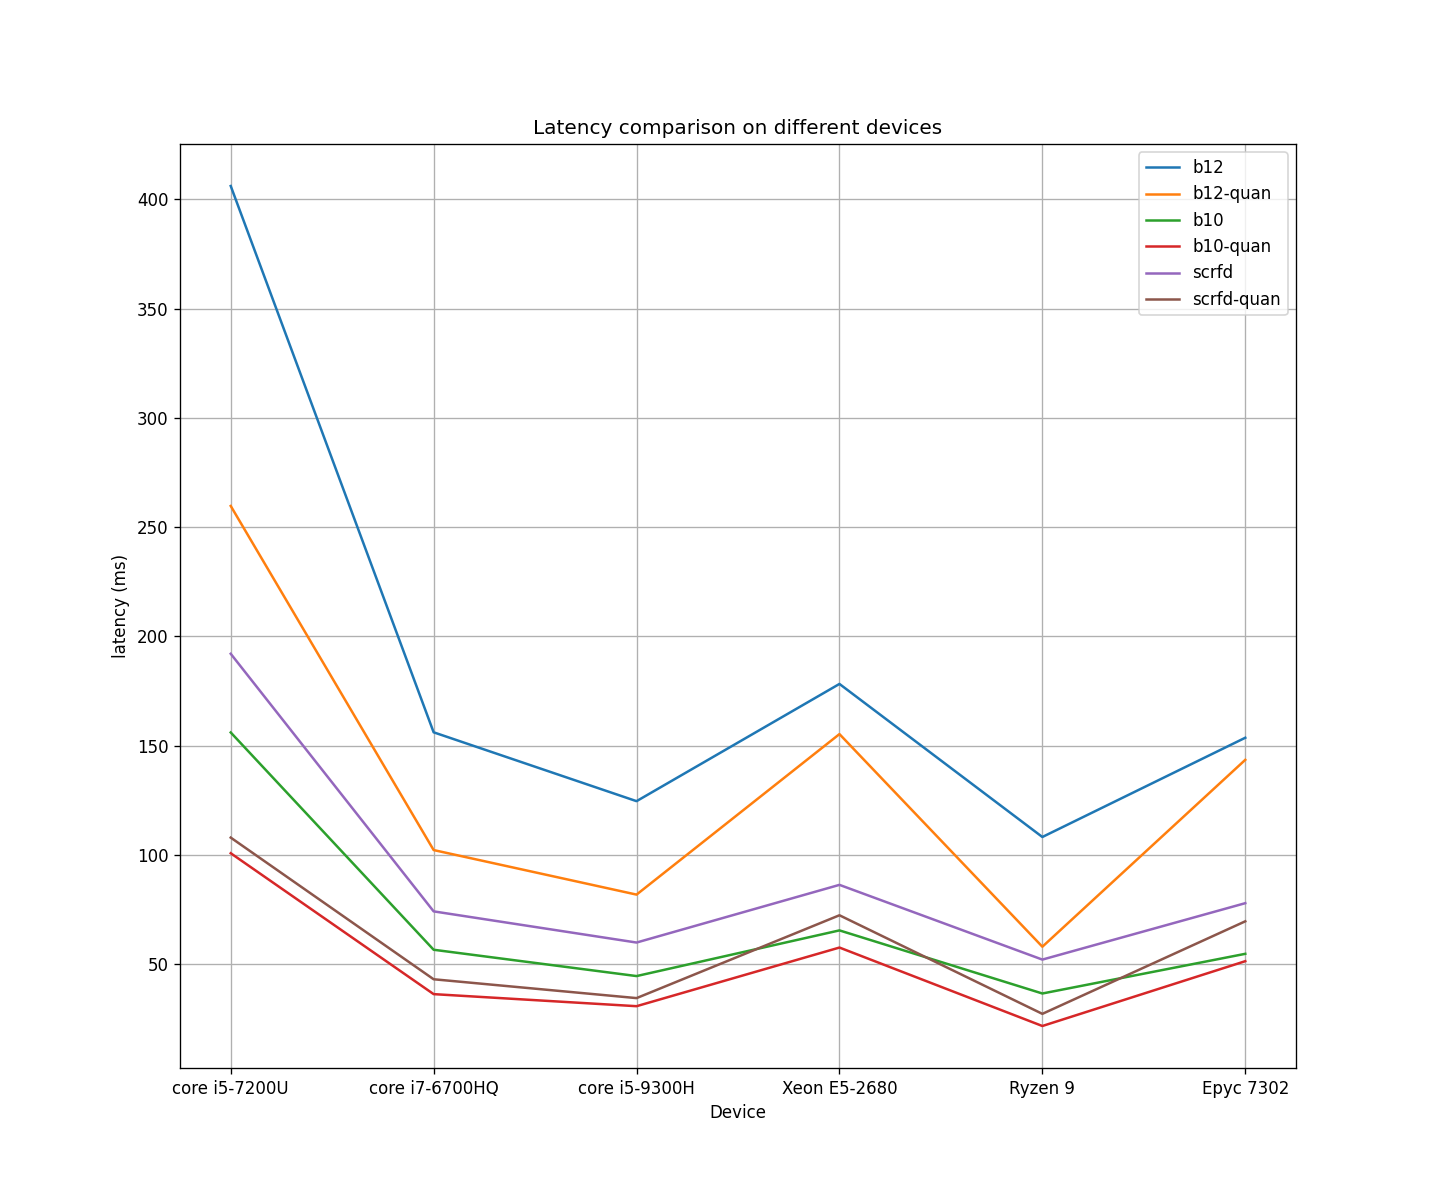 Latency comparison on different devices
b12
b12-quan
b10
b10-quan
scrfd
scrfd-quan
400
350
300
250
200
150
100
50
latency (ms)
core i5-7200U core i7-6700HQ core i5-9300H Xeon E5-2680 Ryzen 9 Epyc 7302
Device